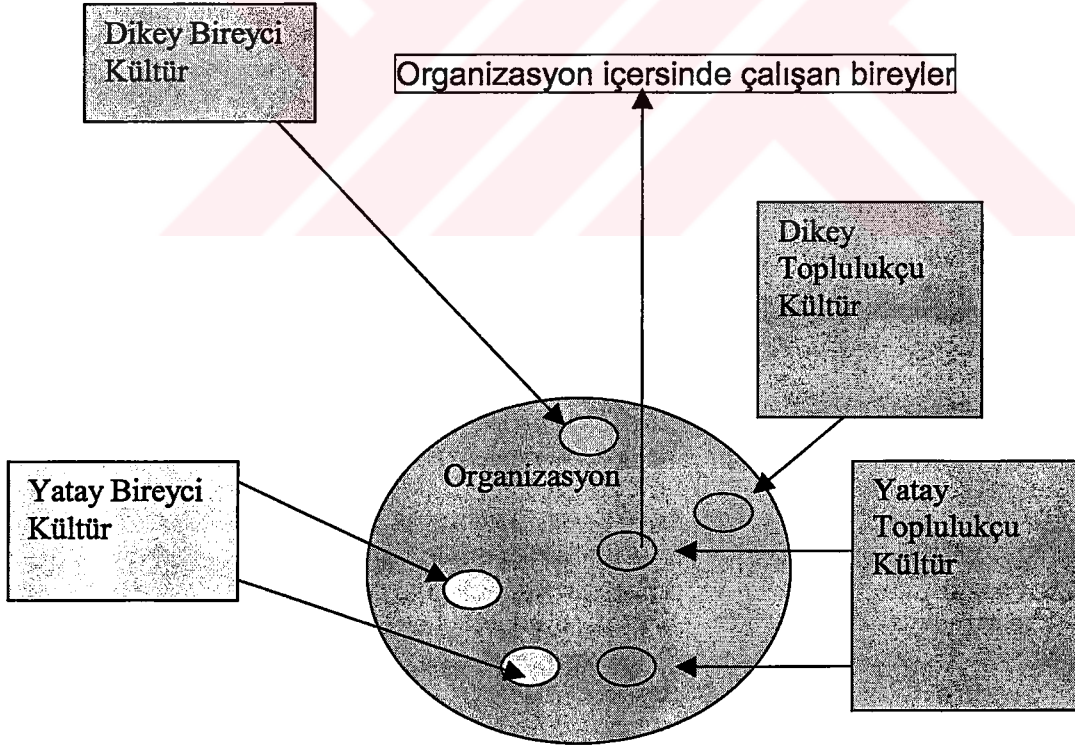 Dikey Bireyci
Kültür
Organizasyon içersinde çalışan bireyler
Dikey
Toplulukçu
Kültür
Organizasyon
Yatay Bireyci
Kültür
Yatay
Toplulukçu
Kültür